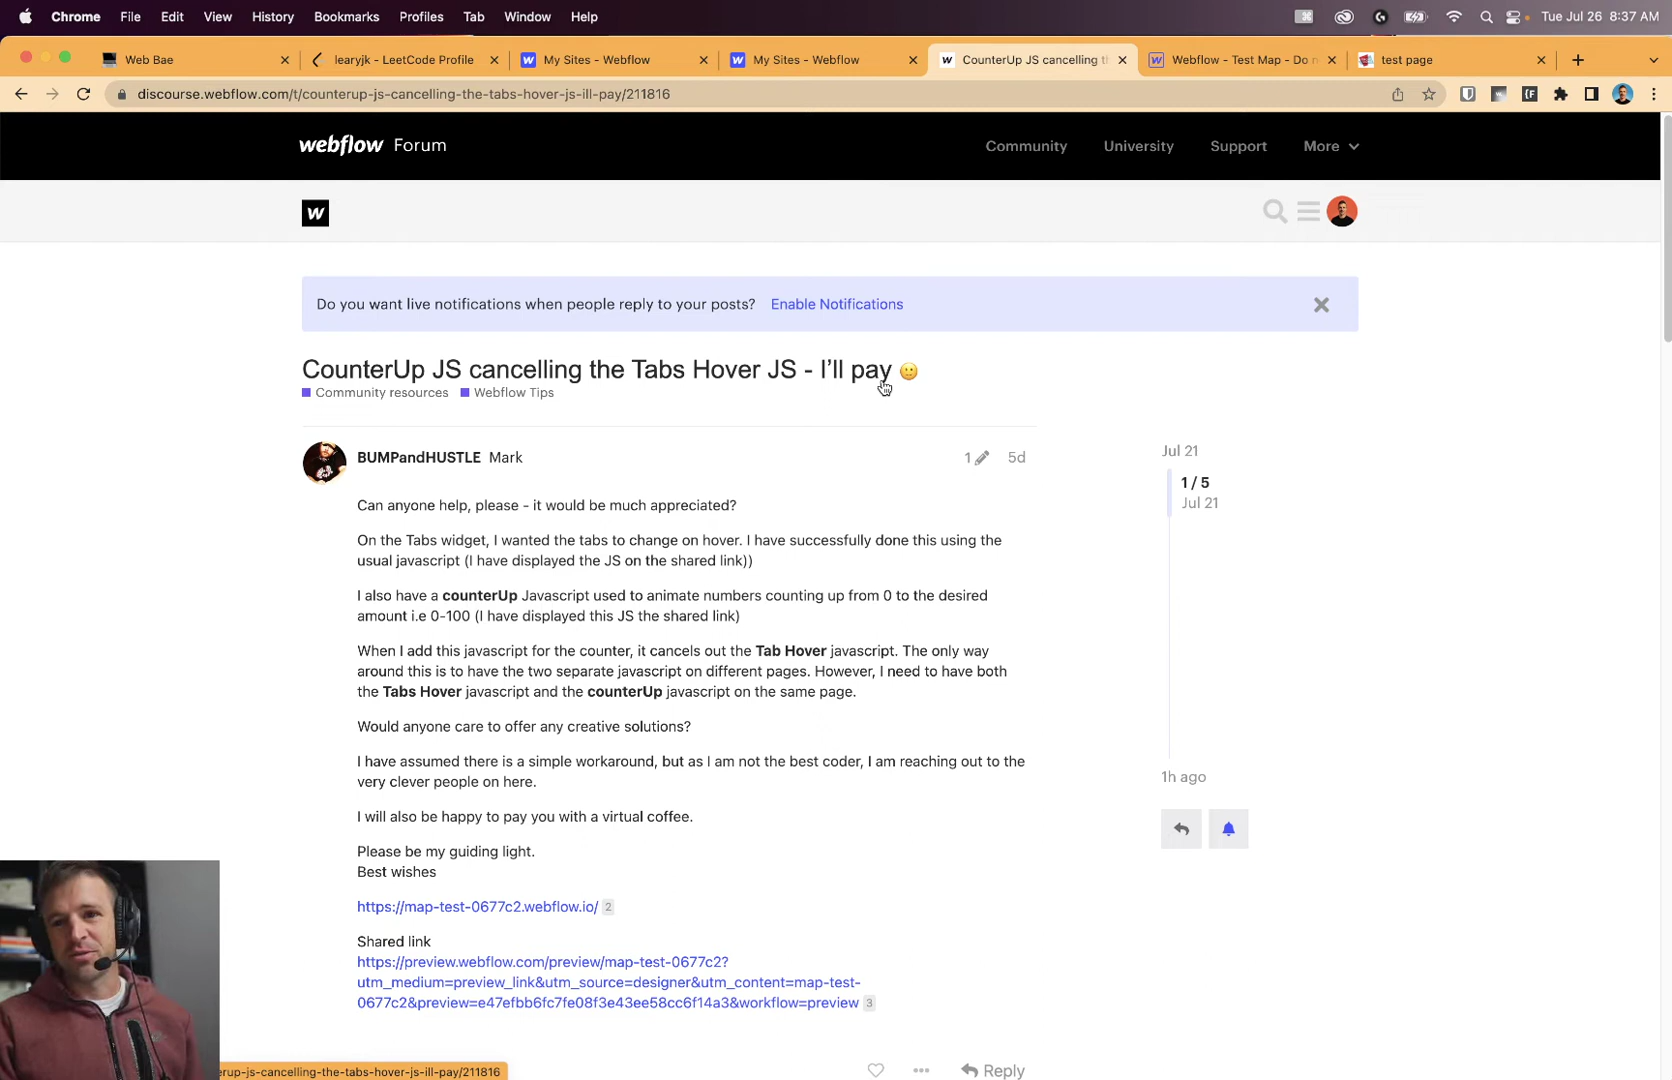 Chrome File Edit View History Bookmarks Profiles Tab Window Help Tue Jul 26 8:37 AM
Web Bae learyjk - LeetCode Profile My Sites - Webflow My Sites - Webflow CounterUp JS cancelling th Webflow - Test Map - Do n test page
discourse.webflow.com/t/counterup-js-cancelling-the-tabs-hover-js-ill-pay/211816
webflow Forum Community University Support More
Do you want live notifications when people reply to your posts? Enable Notifications
CounterUp JS cancelling the Tabs Hover JS - I’ll pay
Community resources Webflow Tips
BUMPandHUSTLE Mark 1 5d
Can anyone help, please - it would be much appreciated?
On the Tabs widget, I wanted the tabs to change on hover. I have successfully done this using the
usual javascript (I have displayed the JS on the shared link))
I also have a counterUp Javascript used to animate numbers counting up from 0 to the desired
amount i.e 0-100 (I have displayed this JS the shared link)
When I add this javascript for the counter, it cancels out the Tab Hover javascript. The only way
around this is to have the two separate javascript on different pages. However, I need to have both
the Tabs Hover javascript and the counterUp javascript on the same page.
Would anyone care to offer any creative solutions?
I have assumed there is a simple workaround, but as I am not the best coder, I am reaching out to the
very clever people on here.
I will also be happy to pay you with a virtual coffee.
Please be my guiding light.
Best wishes
https://map-test-0677c2.webflow.io/ 2
Shared link
https://preview.webflow.com/preview/map-test-0677c2?
utm_medium=preview_link&utm_source=designer&utm_content=map-test-
0677c2&preview=e47efbb6fc7fe08f3e43ee58cc6f14a3&workflow=preview 3
Reply
Jul 21
1 / 5
Jul 21
1h ago
erup-js-cancelling-the-tabs-hover-js-ill-pay/211816